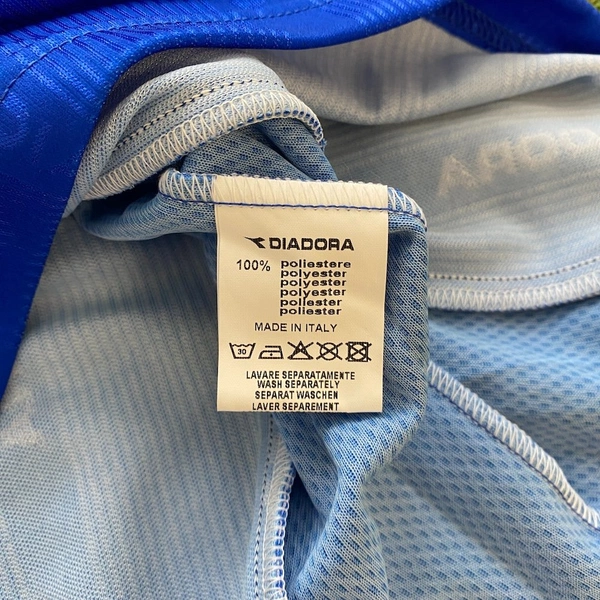 DIADORA
100% poliestere
polyester
polyester
polyester
poliester
poliester
MADE IN ITALY
30
LAVARE SEPARATAMENTE
WASH SEPARATELY
SEPARAT WASCHEN
LAVER SEPAREMENT